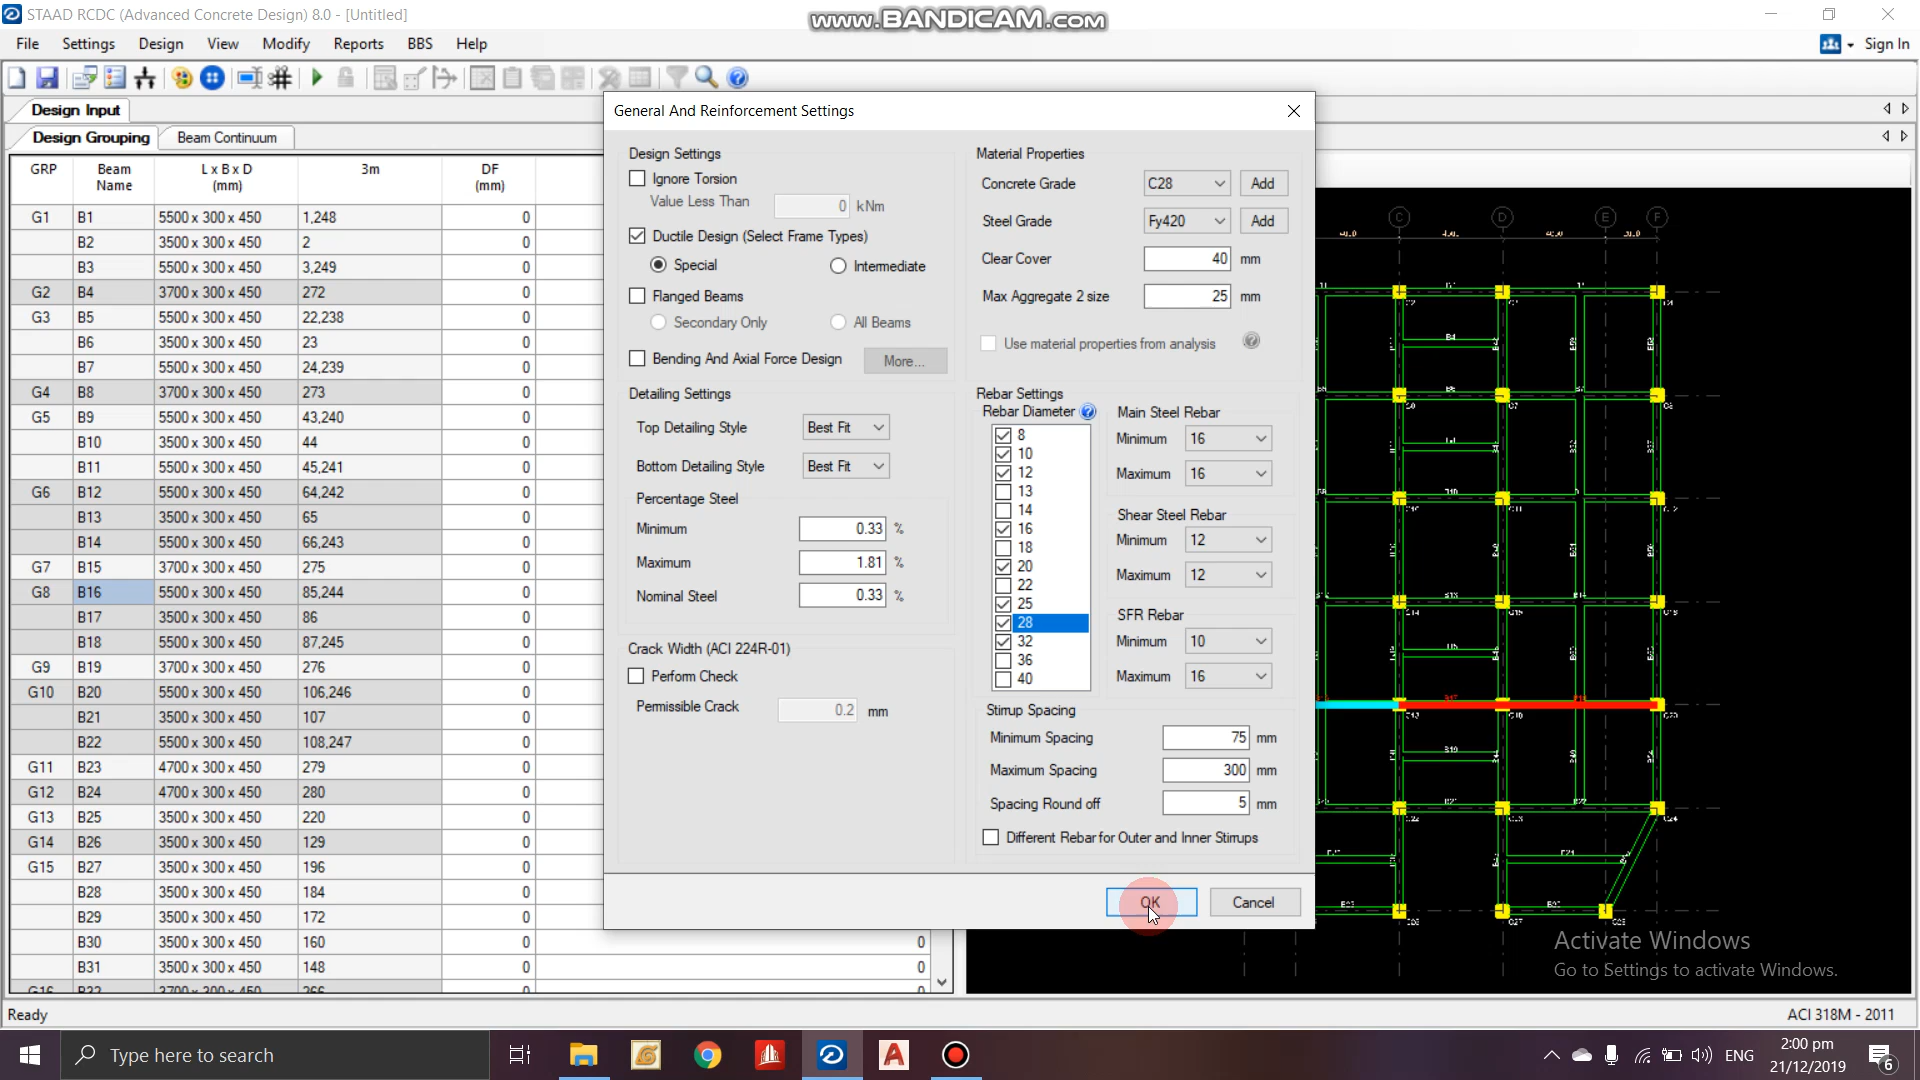 STAAD RCDC (Advanced Concrete Design) 8.0 - [Untitled]
www.BANDICAM.com
File Settings Design View Modify Reports BBS Help
Sign In
Design Input
Design Grouping Beam Continuum
GRP Beam Name L x B x D (mm) 3m DF (mm)
G1 B1 5500 x 300 x 450 1,248 0
B2 3500 x 300 x 450 2 0
B3 5500 x 300 x 450 3,249 0
G2 B4 3700 x 300 x 450 272 0
G3 B5 5500 x 300 x 450 22,238 0
B6 3500 x 300 x 450 23 0
B7 5500 x 300 x 450 24,239 0
G4 B8 3700 x 300 x 450 273 0
G5 B9 5500 x 300 x 450 43,240 0
B10 3500 x 300 x 450 44 0
B11 5500 x 300 x 450 45,241 0
G6 B12 5500 x 300 x 450 64,242 0
B13 3500 x 300 x 450 65 0
B14 5500 x 300 x 450 66,243 0
G7 B15 3700 x 300 x 450 275 0
G8 B16 5500 x 300 x 450 85,244 0
B17 3500 x 300 x 450 86 0
B18 5500 x 300 x 450 87,245 0
G9 B19 3700 x 300 x 450 276 0
G10 B20 5500 x 300 x 450 106,246 0
B21 3500 x 300 x 450 107 0
B22 5500 x 300 x 450 108,247 0
G11 B23 4700 x 300 x 450 279 0
G12 B24 4700 x 300 x 450 280 0
G13 B25 3500 x 300 x 450 220 0
G14 B26 3500 x 300 x 450 129 0
G15 B27 3500 x 300 x 450 196 0
B28 3500 x 300 x 450 184 0
B29 3500 x 300 x 450 172 0
B30 3500 x 300 x 450 160 0 0
B31 3500 x 300 x 450 148 0 0
G16 B32 3700 x 300 x 450 266 0 0
General And Reinforcement Settings
Design Settings
Ignore Torsion
Value Less Than 0 kNm
Ductile Design (Select Frame Types)
Special Intermediate
Flanged Beams
Secondary Only All Beams
Bending And Axial Force Design More...
Detailing Settings
Top Detailing Style Best Fit
Bottom Detailing Style Best Fit
Percentage Steel
Minimum 0.33 %
Maximum 1.81 %
Nominal Steel 0.33 %
Crack Width (ACI 224R-01)
Perform Check
Permissible Crack 0.2 mm
Material Properties
Concrete Grade C28 Add
Steel Grade Fy420 Add
Clear Cover 40 mm
Max Aggregate 2 size 25 mm
Use material properties from analysis
Rebar Settings
Rebar Diameter
8
10
12
13
14
16
18
20
22
25
28
32
36
40
Main Steel Rebar
Minimum 16
Maximum 16
Shear Steel Rebar
Minimum 12
Maximum 12
SFR Rebar
Minimum 10
Maximum 16
Stirrup Spacing
Minimum Spacing 75 mm
Maximum Spacing 300 mm
Spacing Round off 5 mm
Different Rebar for Outer and Inner Stirrups
OK Cancel
C D E F
Activate Windows
Go to Settings to activate Windows.
Ready
ACI 318M - 2011
Type here to search
ENG
2:00 pm
21/12/2019
6